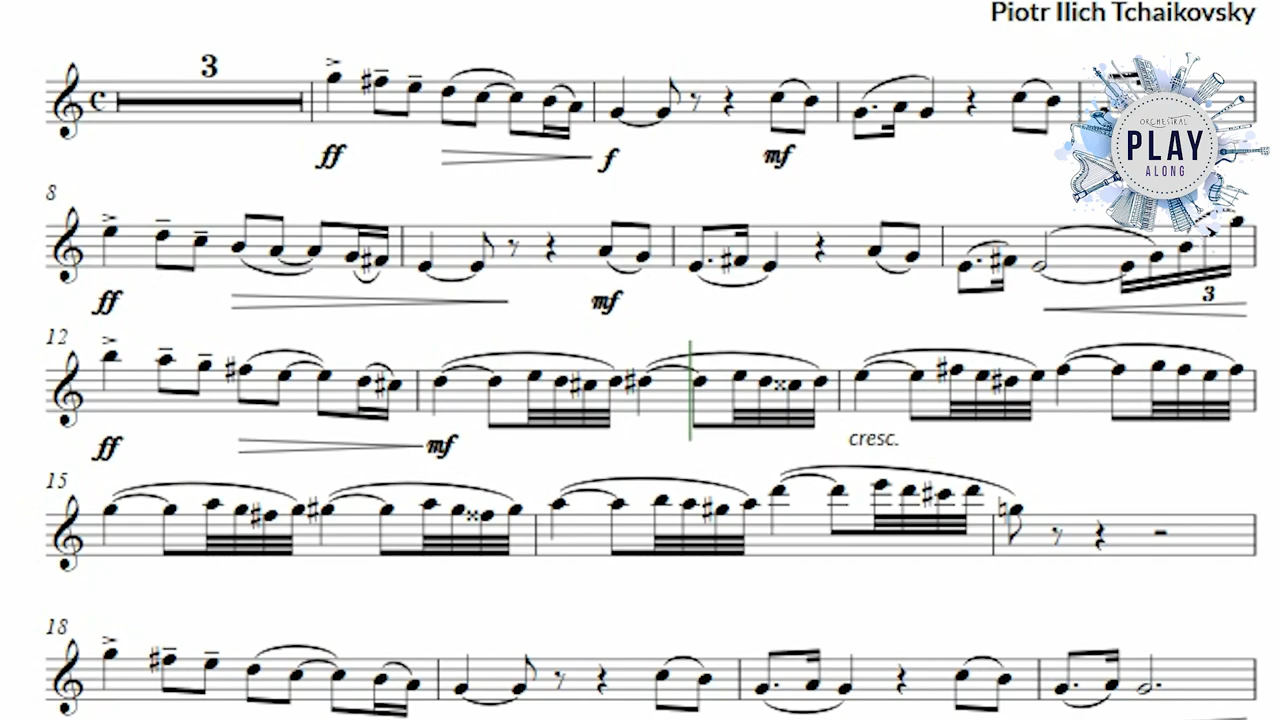 Piotr Ilich Tchaikovsky
3
ff
f
mf
ORCHESTRAL
PLAY
ALONG
8
ff
mf
3
12
ff
mf
cresc.
15
18